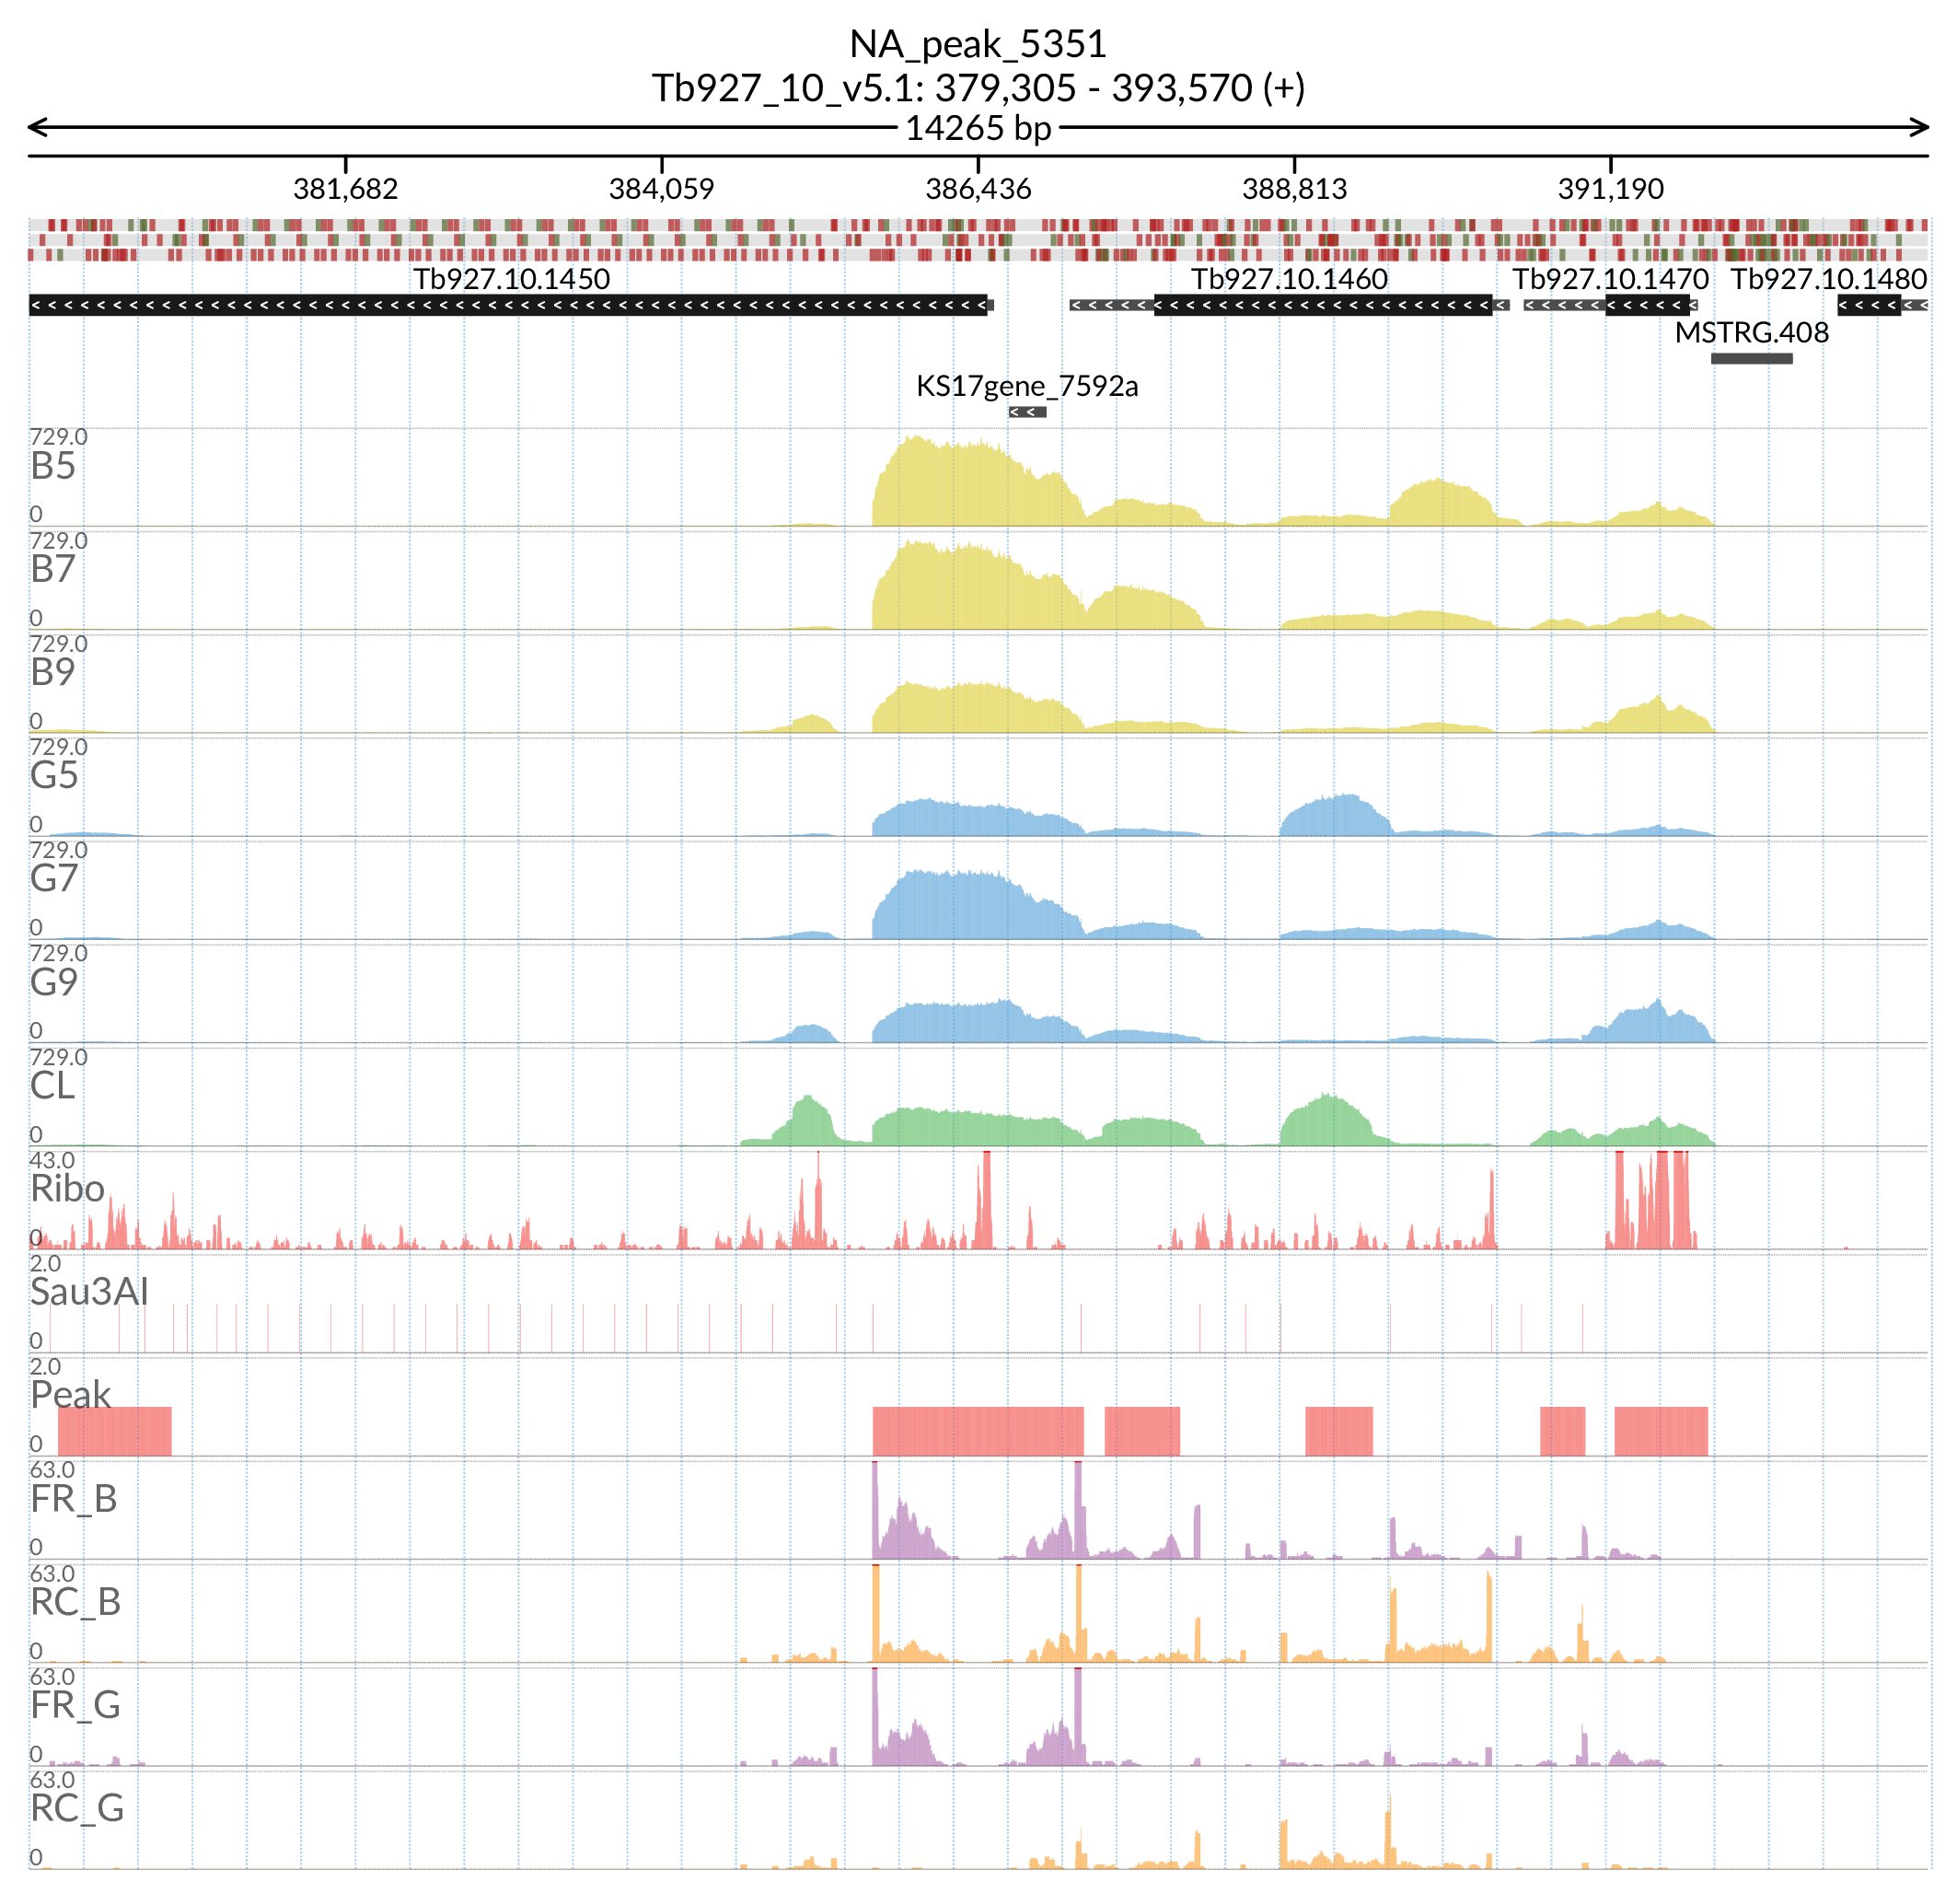 NA_peak_5351
Tb927_10_v5.1: 379,305 - 393,570 (+)
14265 bp
381,682 384,059 386,436 388,813 391,190
Tb927.10.1450 Tb927.10.1460 Tb927.10.1470 Tb927.10.1480
MSTRG.408
KS17gene_7592a
729.0
B5
0
729.0
B7
0
729.0
B9
0
729.0
G5
0
729.0
G7
0
729.0
G9
0
729.0
CL
0
43.0
Ribo
0
2.0
Sau3AI
0
2.0
Peak
0
63.0
FR_B
0
63.0
RC_B
0
63.0
FR_G
0
63.0
RC_G
0